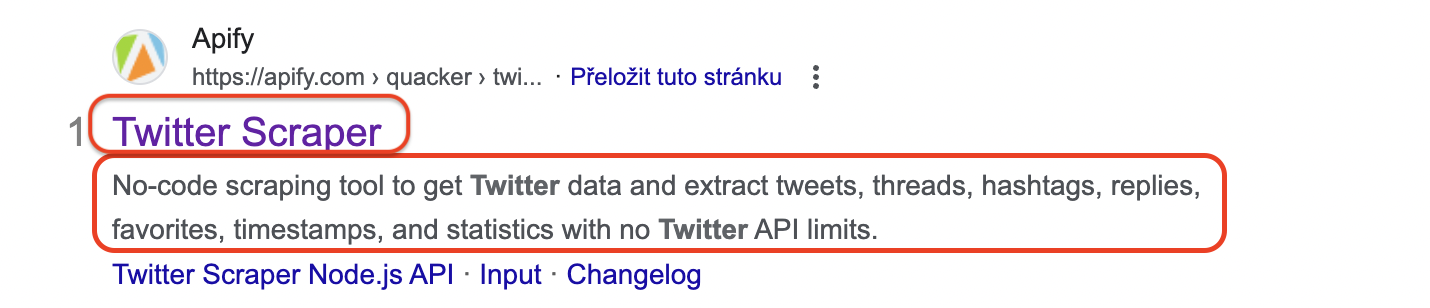 Apify
https://apify.com › quacker › twi... · Přeložit tuto stránku
1 Twitter Scraper
No-code scraping tool to get Twitter data and extract tweets, threads, hashtags, replies,
favorites, timestamps, and statistics with no Twitter API limits.
Twitter Scraper Node.js API · Input · Changelog